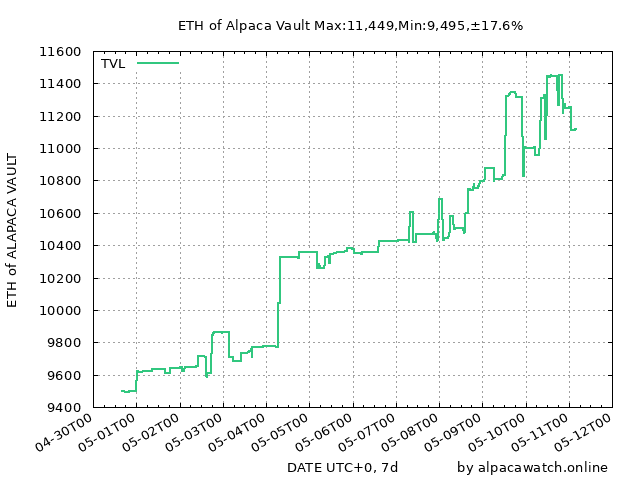 ETH of Alpaca Vault Max:11,449,Min:9,495,±17.6%
TVL
11600
11400
11200
11000
10800
10600
10400
10200
10000
9800
9600
9400
ETH of ALAPACA VAULT
04-30T00
05-01T00
05-02T00
05-03T00
05-04T00
05-05T00
05-06T00
05-07T00
05-08T00
05-09T00
05-10T00
05-11T00
05-12T00
DATE UTC+0, 7d
by alpacawatch.online